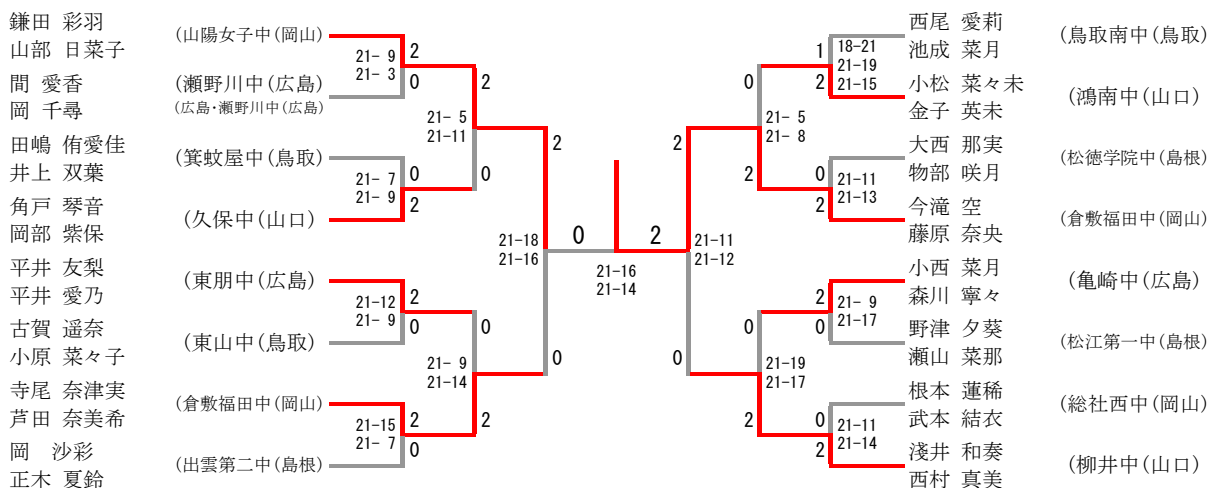 鎌田 彩羽
山部 日菜子
(山陽女子中(岡山)
間 愛香
岡 千尋
(瀬野川中(広島)
(広島・瀬野川中(広島)
田嶋 侑愛佳
井上 双葉
(箕蚊屋中(鳥取)
角戸 琴音
岡部 紫保
(久保中(山口)
平井 友梨
平井 愛乃
(東朋中(広島)
古賀 遥奈
小原 菜々子
(東山中(鳥取)
寺尾 奈津実
芦田 奈美希
(倉敷福田中(岡山)
岡 沙彩
正木 夏鈴
(出雲第二中(島根)
2
21- 9
21- 3
0
0
21- 7
21- 9
2
2
21-12
21- 9
0
2
21-15
21- 7
0
2
21- 5
21-11
0
0
21- 9
21-14
2
2
21-18
21-16
0
0
2
21-16
21-14
2
21-11
21-12
0
0
21- 5
21- 8
2
0
21-19
21-17
2
1
18-21
21-19
21-15
2
0
21-11
21-13
2
2
21- 9
21-17
0
0
21-11
21-14
2
西尾 愛莉
池成 菜月
(鳥取南中(鳥取)
小松 菜々未
金子 英未
(鴻南中(山口)
大西 那実
物部 咲月
(松徳学院中(島根)
今滝 空
藤原 奈央
(倉敷福田中(岡山)
小西 菜月
森川 寧々
(亀崎中(広島)
野津 夕葵
瀬山 菜那
(松江第一中(島根)
根本 蓮稀
武本 結衣
(総社西中(岡山)
淺井 和奏
西村 真美
(柳井中(山口)